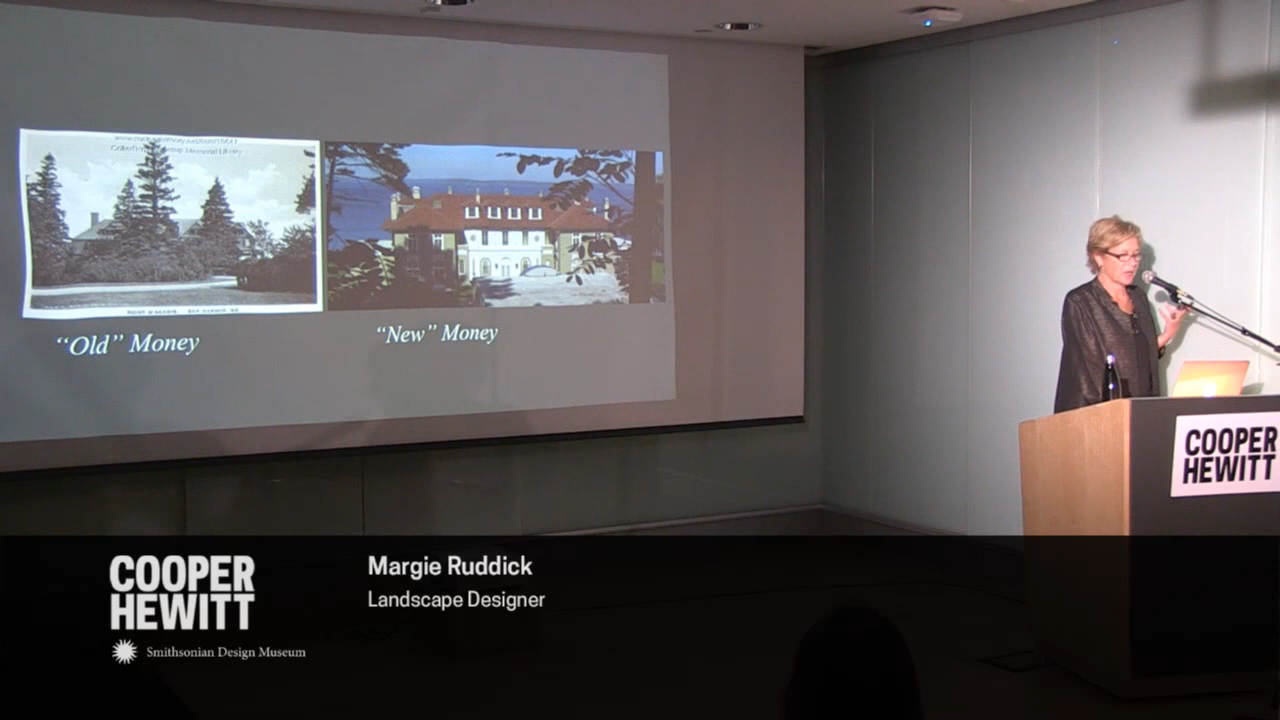 "Old" Money
"New" Money
COOPER
HEWITT
COOPER
HEWITT
Smithsonian Design Museum
Margie Ruddick
Landscape Designer